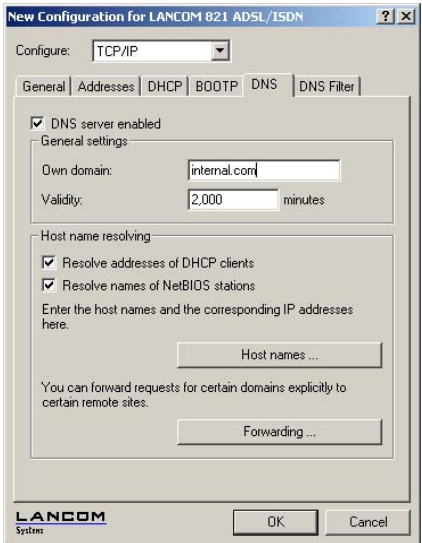 New Configuration for LANCOM 821 ADSL/ISDN
Configure: TCP/IP
General Addresses DHCP BOOTP DNS DNS Filter
DNS server enabled
General settings
Own domain: internal.com
Validity: 2,000 minutes
Host name resolving
Resolve addresses of DHCP clients
Resolve names of NetBIOS stations
Enter the host names and the corresponding IP addresses
here.
Host names ...
You can forward requests for certain domains explicitly to
certain remote sites.
Forwarding ...
LANCOM
Systems
OK Cancel